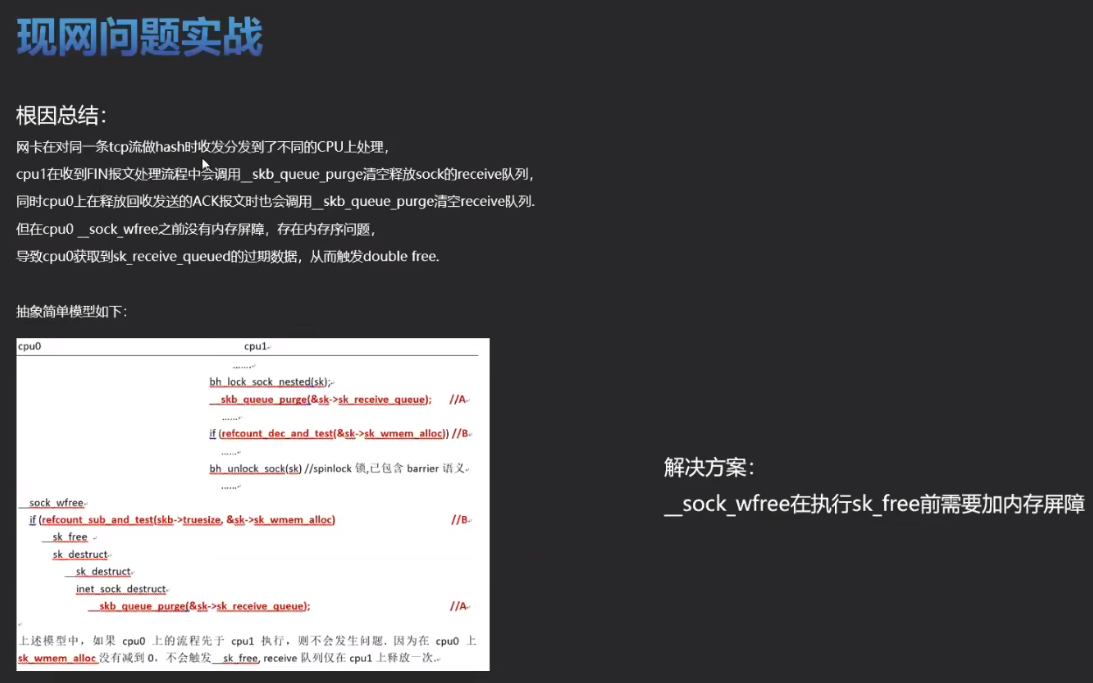 现网问题实战
根因总结：
网卡在对同一条tcp流做hash时收发分发到了不同的CPU上处理，
cpu1在收到FIN报文处理流程中会调用__skb_queue_purge清空释放sock的receive队列，
同时cpu0上在释放回收发送的ACK报文时也会调用__skb_queue_purge清空receive队列.
但在cpu0 __sock_wfree之前没有内存屏障，存在内存序问题，
导致cpu0获取到sk_receive_queued的过期数据，从而触发double free.
抽象简单模型如下：
cpu0 cpu1
.......
bh_lock_sock_nested(sk);
__skb_queue_purge(&sk->sk_receive_queue); //A
......
if (refcount_dec_and_test(&sk->sk_wmem_alloc)) //B
......
bh_unlock_sock(sk) //spinlock 锁,已包含 barrier 语义
......
__sock_wfree
if (refcount_sub_and_test(skb->truesize, &sk->sk_wmem_alloc) //B
__sk_free
sk_destruct
__sk_destruct
inet_sock_destruct
__skb_queue_purge(&sk->sk_receive_queue); //A
上述模型中，如果 cpu0 上的流程先于 cpu1 执行，则不会发生问题. 因为在 cpu0 上
sk_wmem_alloc 没有减到 0，不会触发__sk_free, receive 队列仅在 cpu1 上释放一次.
解决方案：
__sock_wfree在执行sk_free前需要加内存屏障